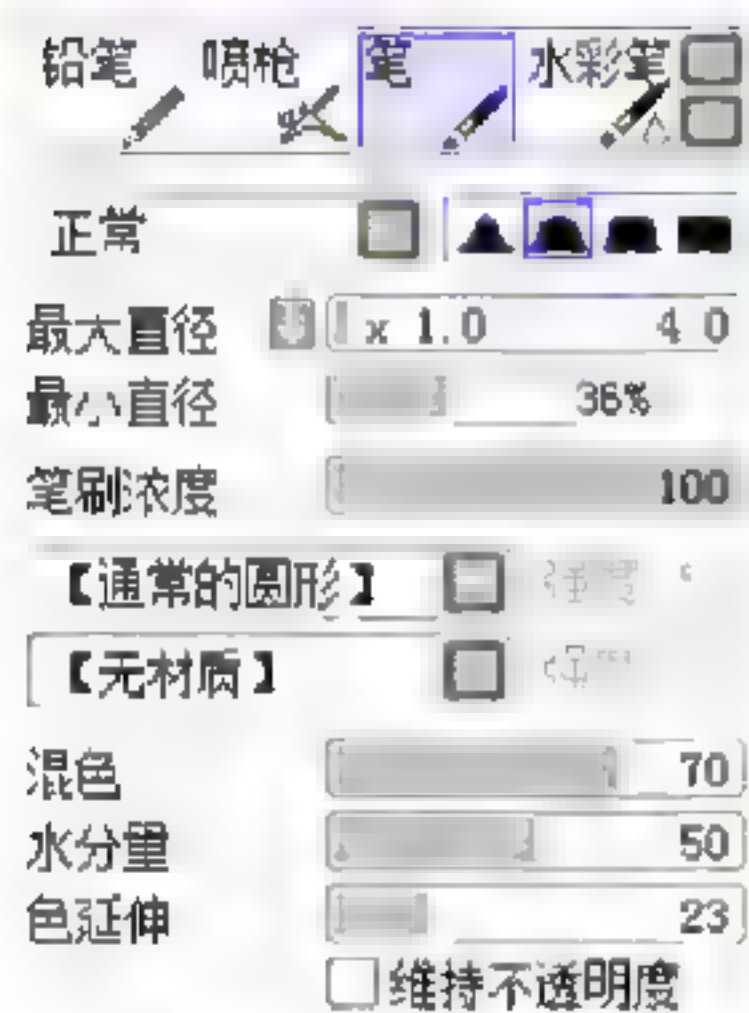 铅笔 喷枪 笔 水彩笔
正常
最大直径 x 1.0 4 0
最小直径 36%
笔刷浓度 100
【通常的圆形】
【无材质】
混色 70
水分量 50
色延伸 23
维持不透明度